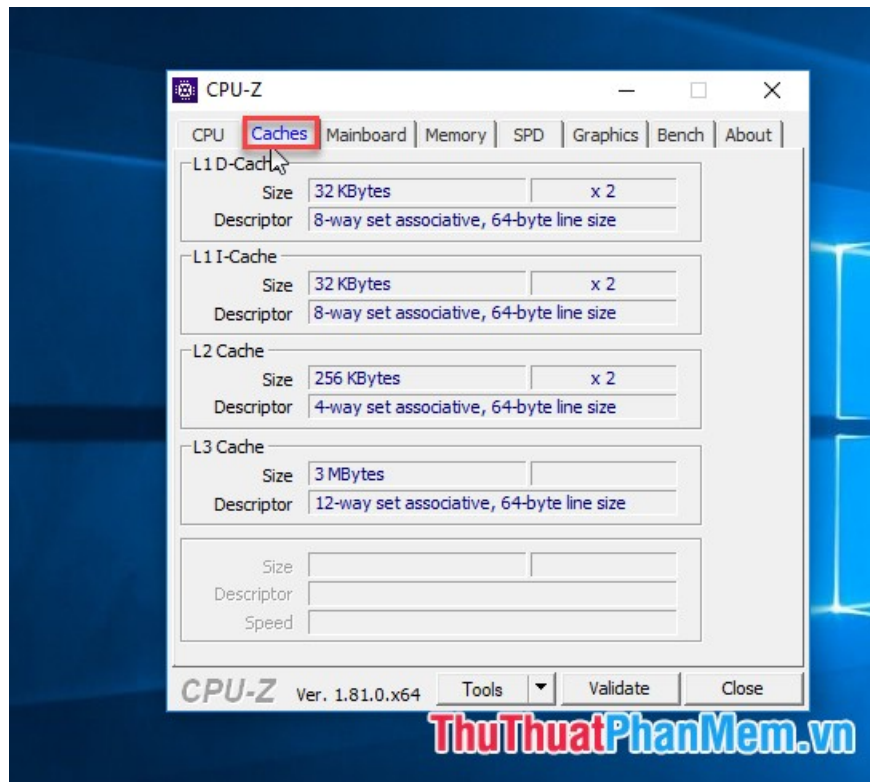 CPU-Z
CPU Caches Mainboard Memory SPD Graphics Bench About
L1 D-Cache
Size 32 KBytes x 2
Descriptor 8-way set associative, 64-byte line size
L1 I-Cache
Size 32 KBytes x 2
Descriptor 8-way set associative, 64-byte line size
L2 Cache
Size 256 KBytes x 2
Descriptor 4-way set associative, 64-byte line size
L3 Cache
Size 3 MBytes
Descriptor 12-way set associative, 64-byte line size
Size
Descriptor
Speed
CPU-Z Ver. 1.81.0.x64 Tools Validate Close
ThuThuatPhanMem.vn